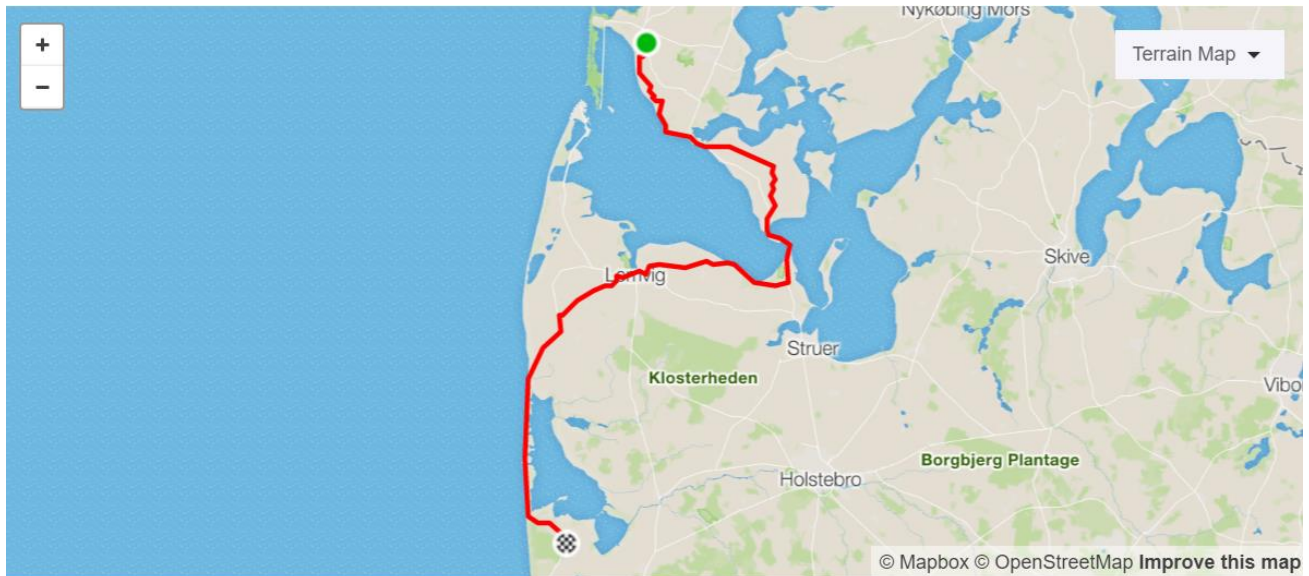 Nykøbing Mors
+
Terrain Map
−
Skive
Lemvig
Struer
Klosterheden
Vibo
Borgbjerg Plantage
Holstebro
© Mapbox © OpenStreetMap Improve this map